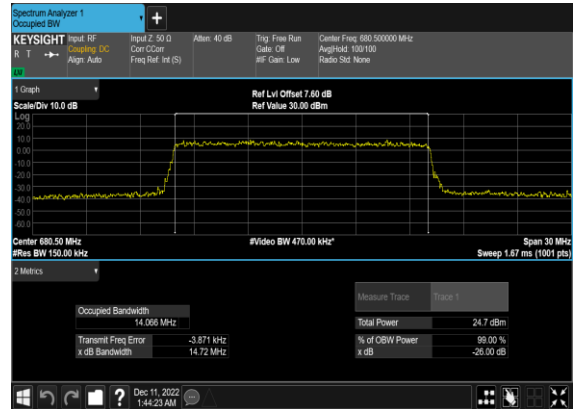 Spectrum Analyzer 1
Occupied BW
+
KEYSIGHT Input: RF Input Z: 50 Ω Atten: 40 dB Trig: Free Run Center Freq: 680.500000 MHz
R T Coupling: DC Corr CCorr Gate: Off Avg|Hold: 100/100
Align: Auto Freq Ref: Int (S) #IF Gain: Low Radio Std: None
LW
1 Graph
Ref Lvl Offset 7.60 dB
Scale/Div 10.0 dB Ref Value 30.00 dBm
Log
20.0
10.0
0.00
-10.0
-20.0
-30.0
-40.0
-50.0
-60.0
Center 680.50 MHz #Video BW 470.00 kHz* Span 30 MHz
#Res BW 150.00 kHz Sweep 1.67 ms (1001 pts)
2 Metrics
Measure Trace Trace 1
Occupied Bandwidth
14.066 MHz Total Power 24.7 dBm
Transmit Freq Error -3.871 kHz % of OBW Power 99.00 %
x dB Bandwidth 14.72 MHz x dB -26.00 dB
? Dec 11, 2022
1:44:23 AM